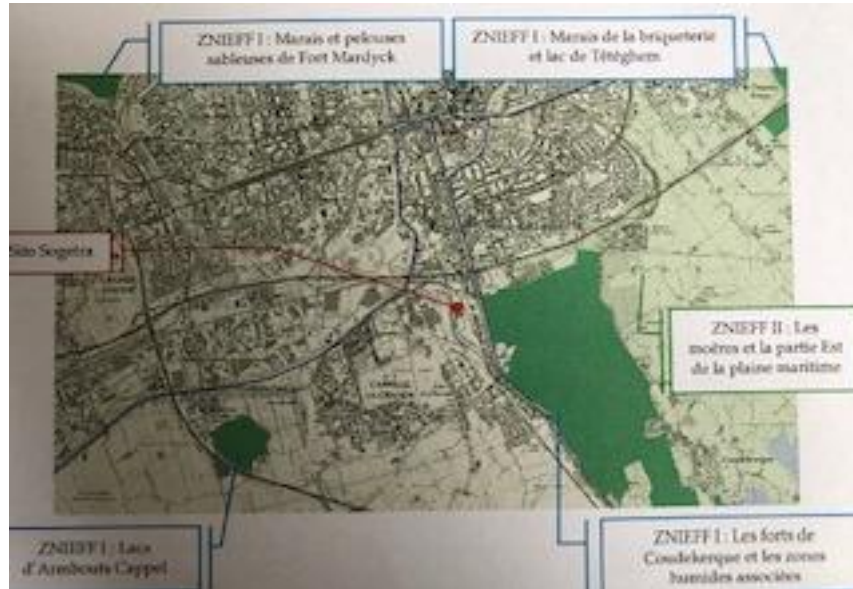 ZNIEFF I : Marais et pelouses
sableuses de Fort Mardyck
ZNIEFF I : Marais de la briqueterie
et lac de Tétéghem
Site Sogetra
ZNIEFF II : Les
moëres et la partie Est
de la plaine maritime
Coudekerque
ZNIEFF I : Lacs
d'Armbouts Cappel
ZNIEFF I : Les forts de
Coudekerque et les zones
humides associées